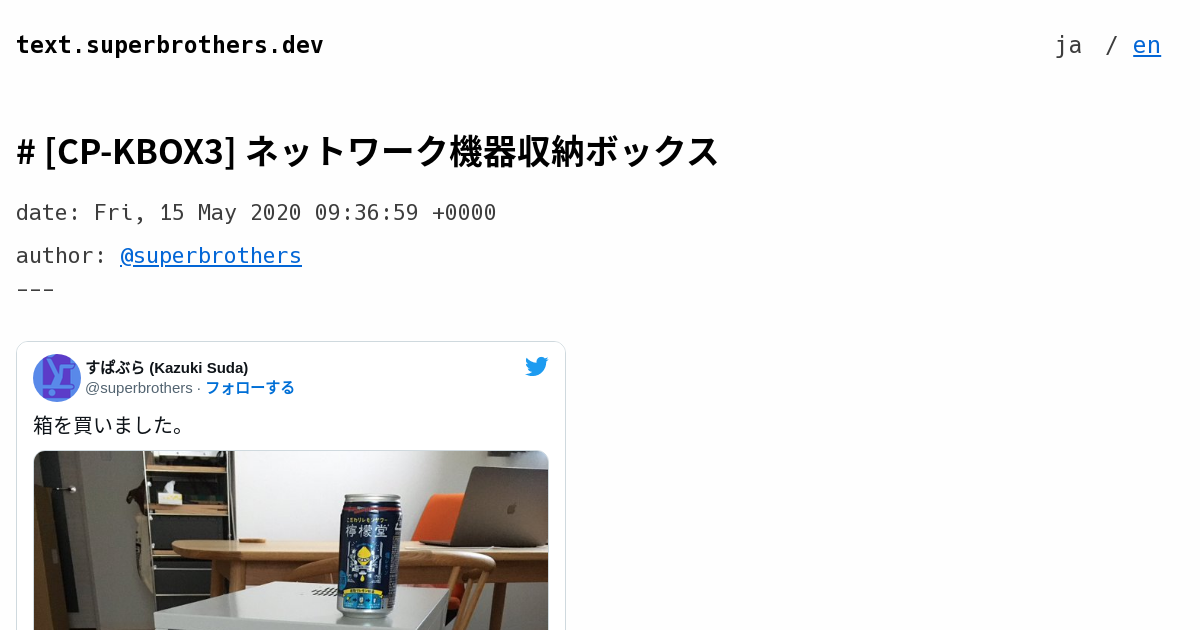 text.superbrothers.dev
ja / en
# [CP-KBOX3] ネットワーク機器収納ボックス
date: Fri, 15 May 2020 09:36:59 +0000
author: @superbrothers
---
すぱぶら (Kazuki Suda)
@superbrothers · フォローする
箱を買いました。
こだわりレモンサワー
檸檬堂